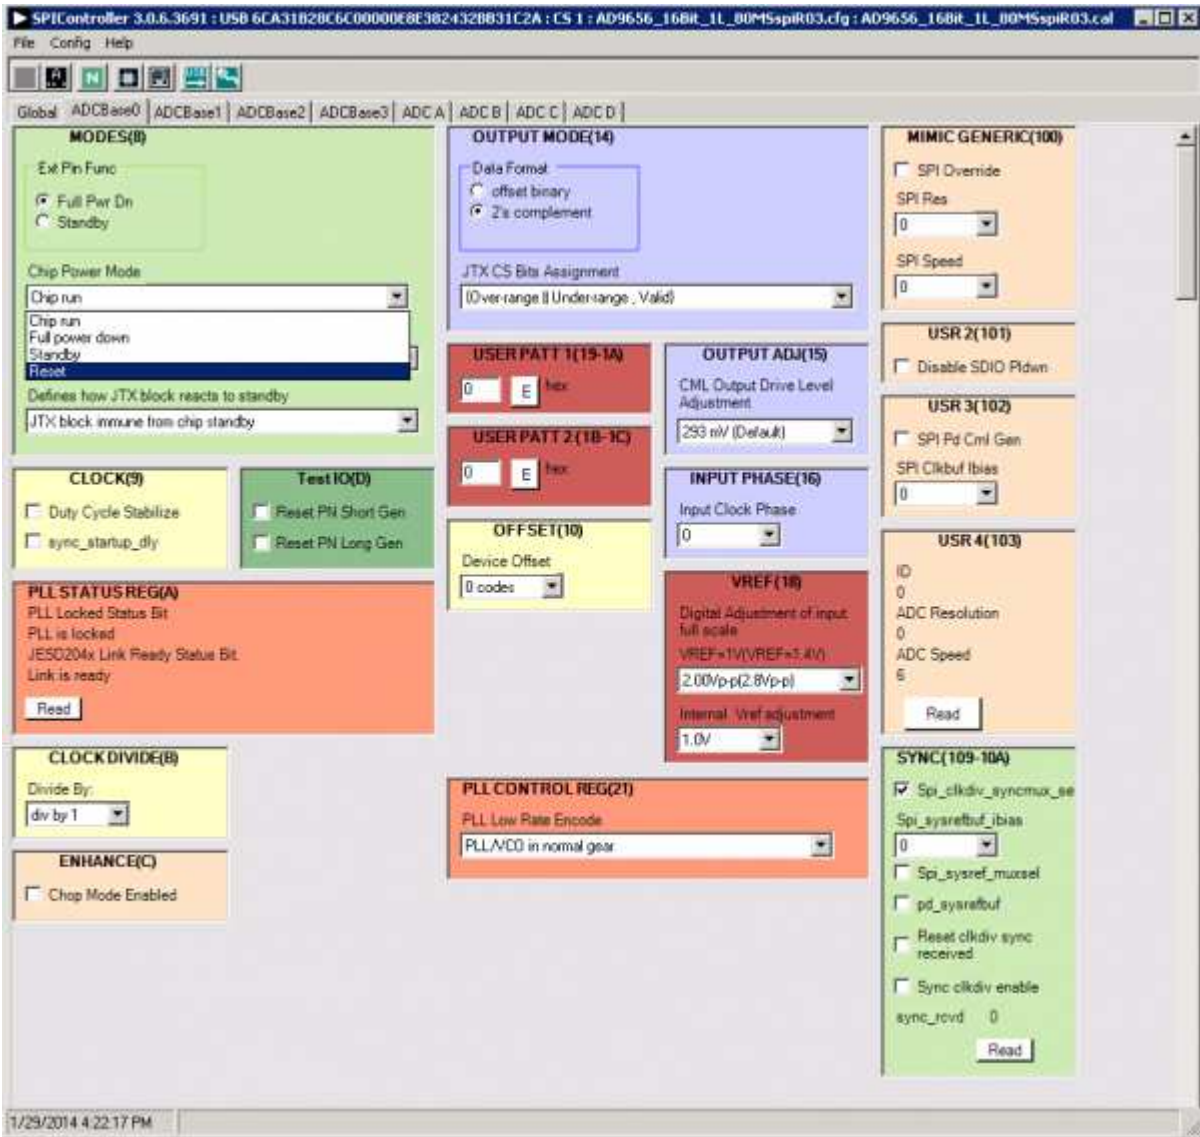 SPIController 3.0.6.3691 : USB 6CA31B28C6C00000E8E382432BB31C2A : CS 1 : AD9656_16Bit_1L_80MSspiR03.cfg : AD9656_16Bit_1L_80MSspiR03.cal
File Config Help
Global ADCBase0 ADCBase1 ADCBase2 ADCBase3 ADC A ADC B ADC C ADC D
MODES(8)
Ext Pin Func
Full Pwr Dn
Standby
Chip Power Mode
Chip run
Chip run
Full power down
Standby
Reset
Defines how JTX block reacts to standby
JTX block immune from chip standby
CLOCK(9)
Duty Cycle Stabilize
sync_startup_dly
Test IO(D)
Reset PN Short Gen
Reset PN Long Gen
PLL STATUS REG(A)
PLL Locked Status Bit
PLL is locked
JESD204x Link Ready Status Bit
Link is ready
Read
CLOCK DIVIDE(B)
Divide By:
div by 1
ENHANCE(C)
Chop Mode Enabled
OUTPUT MODE(14)
Data Format
offset binary
2's complement
JTX CS Bits Assignment
(Over-range || Under-range , Valid)
USER PATT 1(19-1A)
0 E hex
USER PATT 2(1B-1C)
0 E hex
OFFSET(10)
Device Offset
0 codes
OUTPUT ADJ(15)
CML Output Drive Level
Adjustment
293 mV (Default)
INPUT PHASE(16)
Input Clock Phase
0
VREF(18)
Digital Adjustment of input
full scale
VREF=1V(VREF=1.4V)
2.00Vp-p(2.8Vp-p)
Internal Vref adjustment
1.0V
PLL CONTROL REG(21)
PLL Low Rate Encode
PLL/VCO in normal gear
MIMIC GENERIC(100)
SPI Override
SPI Res
0
SPI Speed
0
USR 2(101)
Disable SDIO Pldwn
USR 3(102)
SPI Pd Cml Gen
SPI Clkbuf Ibias
0
USR 4(103)
ID
0
ADC Resolution
0
ADC Speed
6
Read
SYNC(109-10A)
Spi_clkdiv_syncmux_se
Spi_sysrefbuf_ibias
0
Spi_sysref_muxsel
pd_sysrefbuf
Reset clkdiv sync
received
Sync clkdiv enable
sync_rcvd 0
Read
1/29/2014 4:22:17 PM